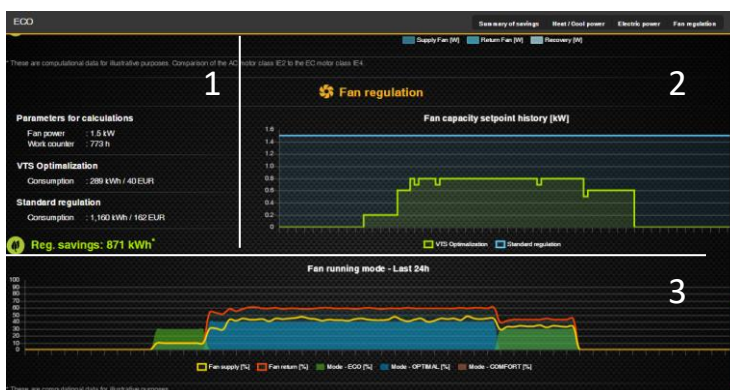 ECO
Summary of savings Heat / Cool power Electric power Fan regulation
Supply Fan [W] Return Fan [W] Recovery [W]
* These are computational data for illustrative purposes. Comparison of the AC motor class IE2 to the EC motor class IE4.
1
2
Fan regulation
Parameters for calculations
Fan power : 1.5 kW
Work counter : 773 h
VTS Optimalization
Consumption : 289 kWh / 40 EUR
Standard regulation
Consumption : 1,160 kWh / 162 EUR
Reg. savings: 871 kWh*
Fan capacity setpoint history [kW]
1.6
1.4
1.2
1.0
0.8
0.6
0.4
0.2
0
VTS Optimalization Standard regulation
Fan running mode - Last 24h
3
100
90
80
70
60
50
40
30
20
10
0
Fan supply [%] Fan return [%] Mode - ECO [%] Mode - OPTIMAL [%] Mode - COMFORT [%]
* These are computational data for illustrative purposes.